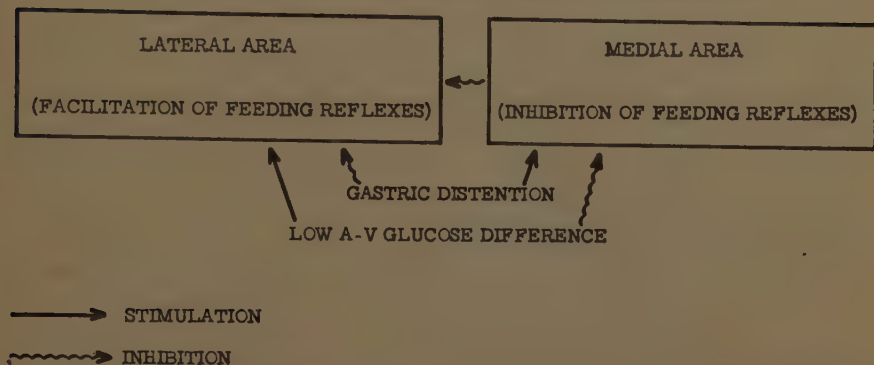 LATERAL AREA
(FACILITATION OF FEEDING REFLEXES)
MEDIAL AREA
(INHIBITION OF FEEDING REFLEXES)
GASTRIC DISTENTION
LOW A-V GLUCOSE DIFFERENCE
STIMULATION
INHIBITION